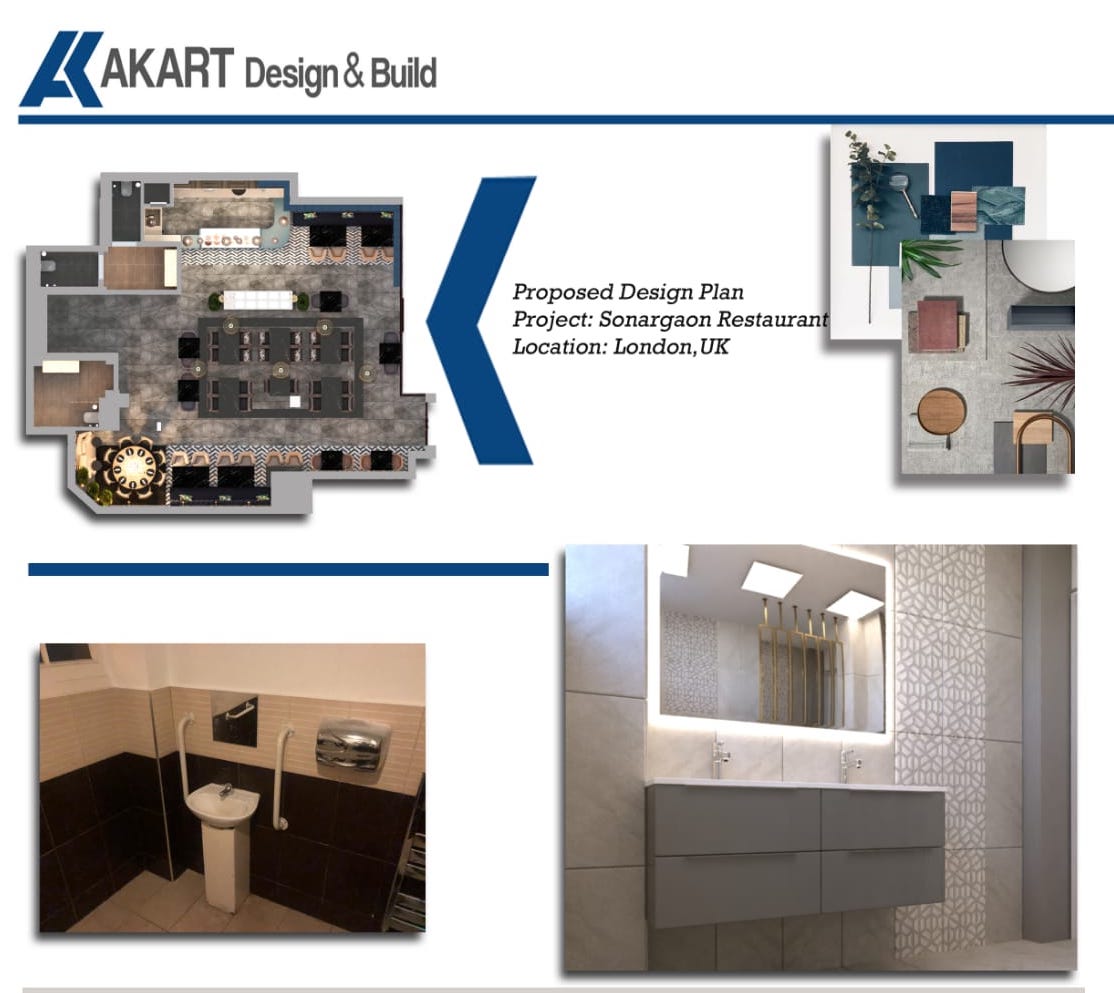 AKART Design & Build
Proposed Design Plan
Project: Sonargaon Restaurant
Location: London,UK